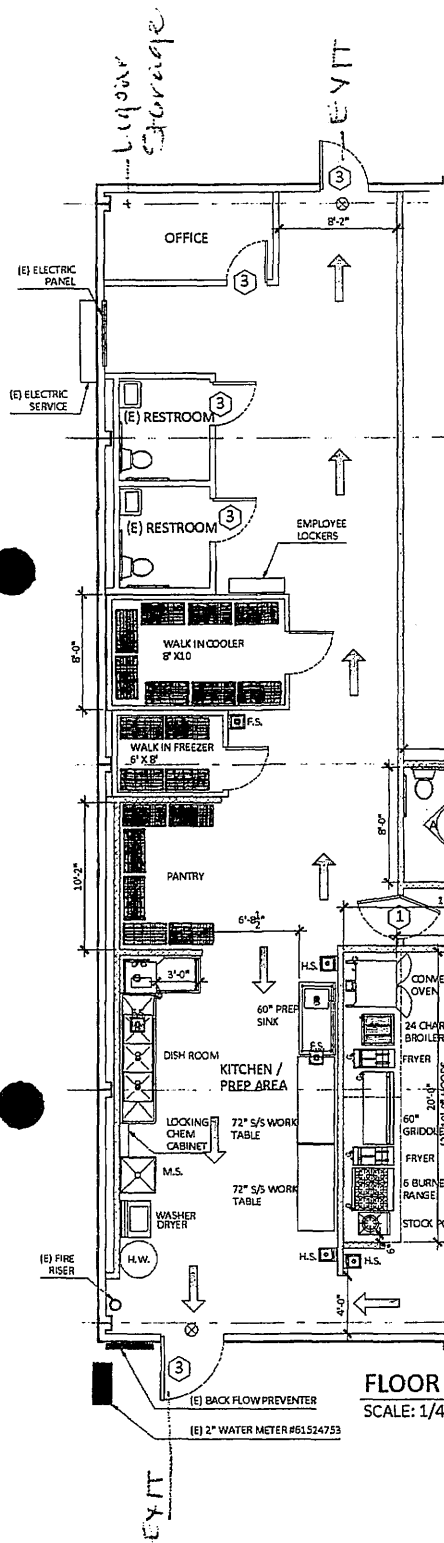 Liquor
Storage
EXIT
3
8'-2"
OFFICE
3
(E) ELECTRIC
PANEL
(E) ELECTRIC
SERVICE
(E) RESTROOM
3
(E) RESTROOM
3
EMPLOYEE
LOCKERS
8'-0"
WALK IN COOLER
8' X10
F.S.
WALK IN FREEZER
6' X 8'
8'-0"
A
10'-2"
PANTRY
6'-8½"
1
3'-0"
H.S.
60" PREP
SINK
CONVE
OVEN
24 CHAR
BROILER
F.S.
DISH ROOM
KITCHEN /
PREP AREA
FRYER
20'-0"
60"
GRIDDL
LOCKING
CHEM
CABINET
72" S/S WORK
TABLE
FRYER
M.S.
72" S/S WORK
TABLE
6 BURNE
RANGE
WASHER
DRYER
STOCK PO
6"
H.W.
H.S.
H.S.
(E) FIRE
RISER
4'-0"
3
(E) BACK FLOW PREVENTER
(E) 2" WATER METER #61524753
FLOOR
SCALE: 1/4
EXIT